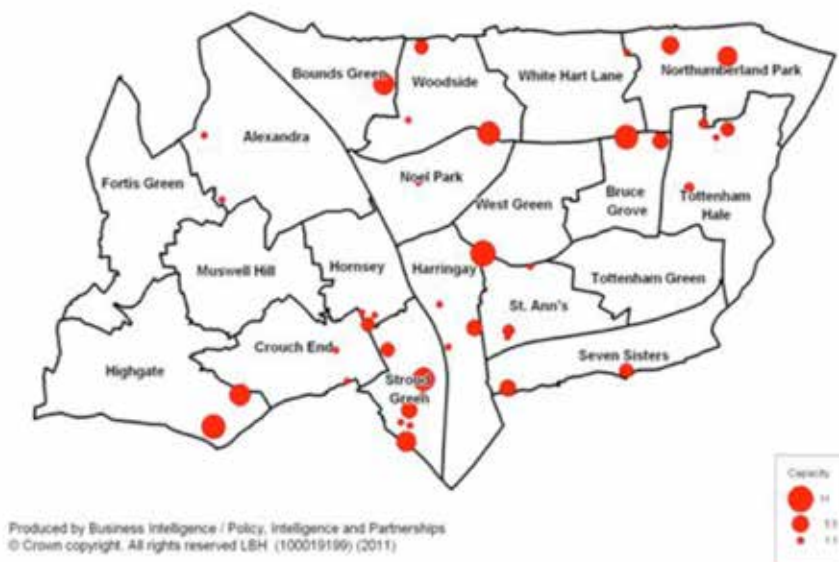 Bounds Green
Woodside
White Hart Lane
Northumberland Park
Alexandra
Fortis Green
Noel Park
West Green
Bruce
Grove
Tottenham
Hale
Muswell Hill
Hornsey
Harringay
Tottenham Green
St. Ann's
Highgate
Crouch End
Stroud
Green
Seven Sisters
Capacity
Produced by Business Intelligence / Policy, Intelligence and Partnerships
© Crown copyright. All rights reserved LBH (100019199) (2011)